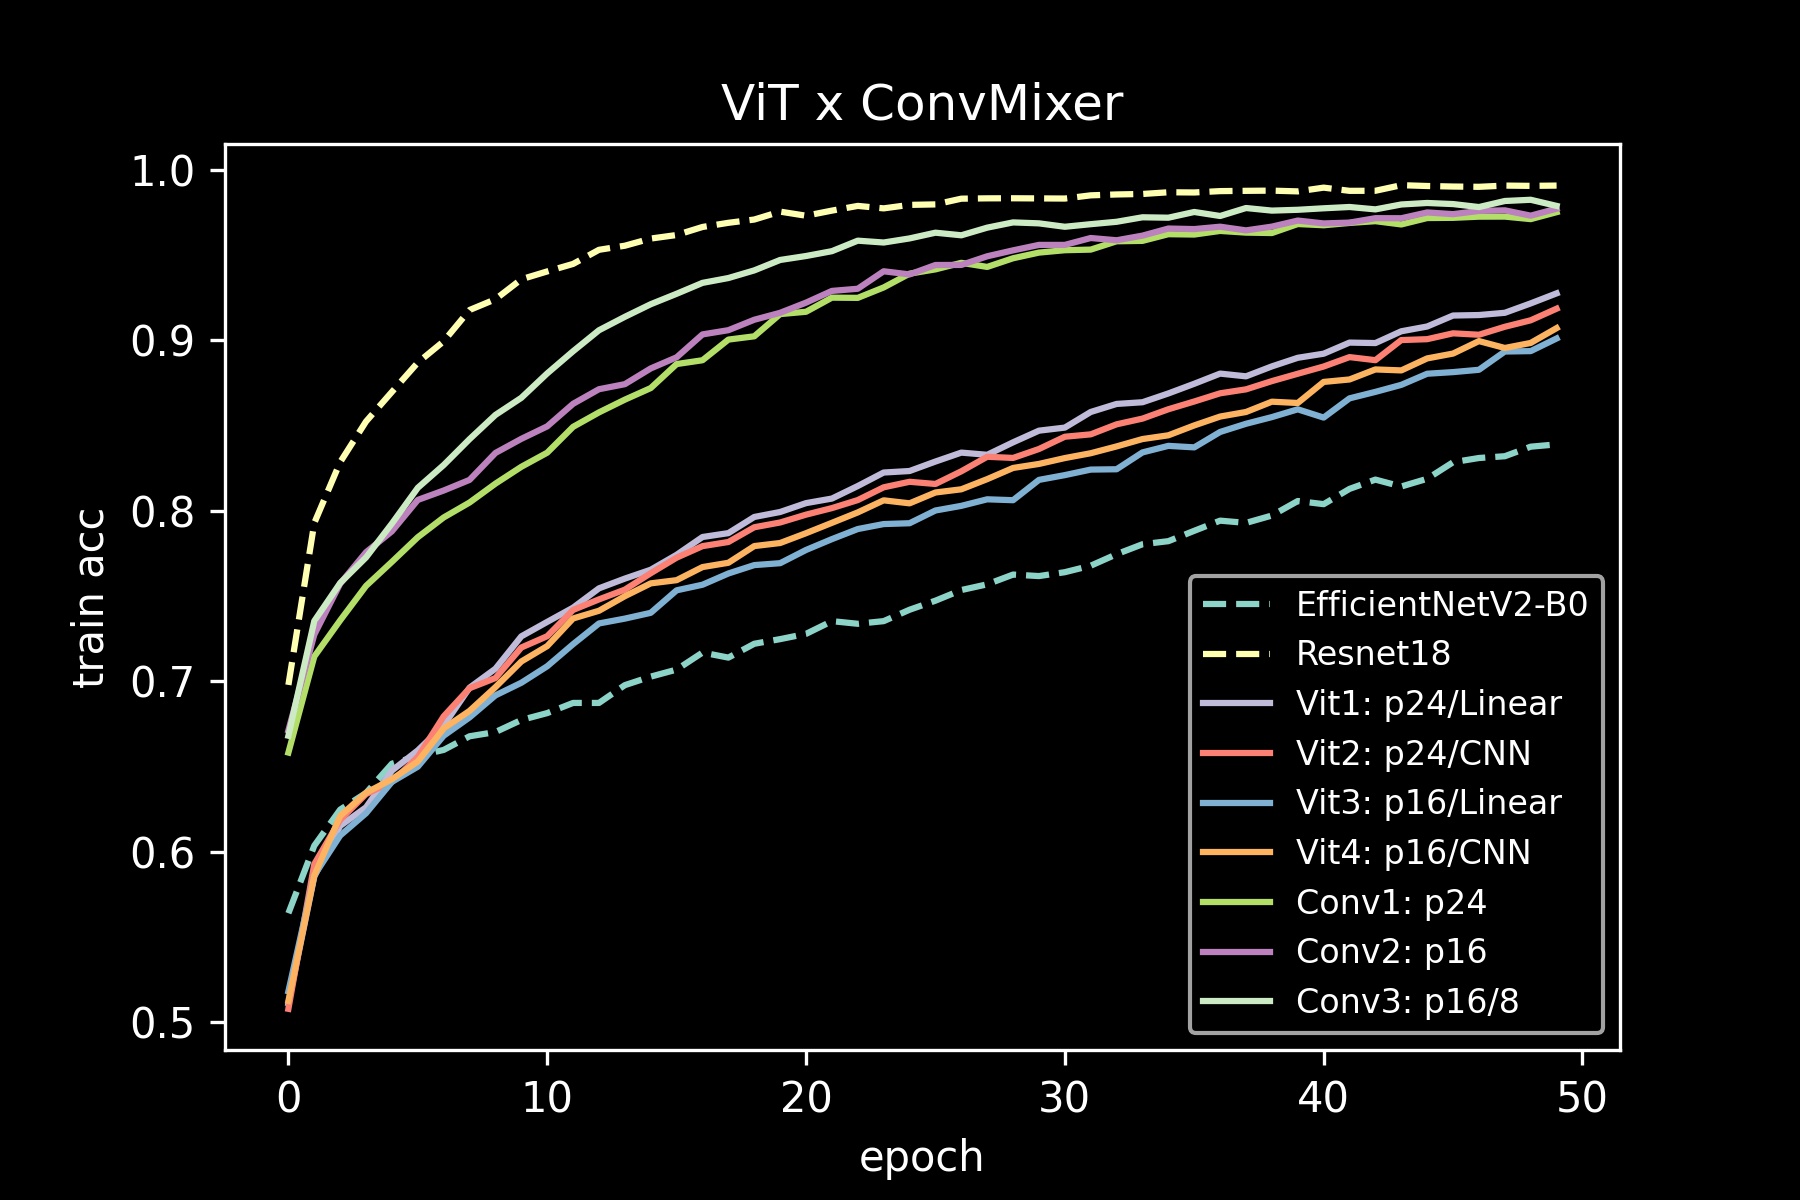 ViT x ConvMixer
1.0
0.9
0.8
0.7
0.6
0.5
train acc
0 10 20 30 40 50
epoch
EfficientNetV2-B0
Resnet18
Vit1: p24/Linear
Vit2: p24/CNN
Vit3: p16/Linear
Vit4: p16/CNN
Conv1: p24
Conv2: p16
Conv3: p16/8